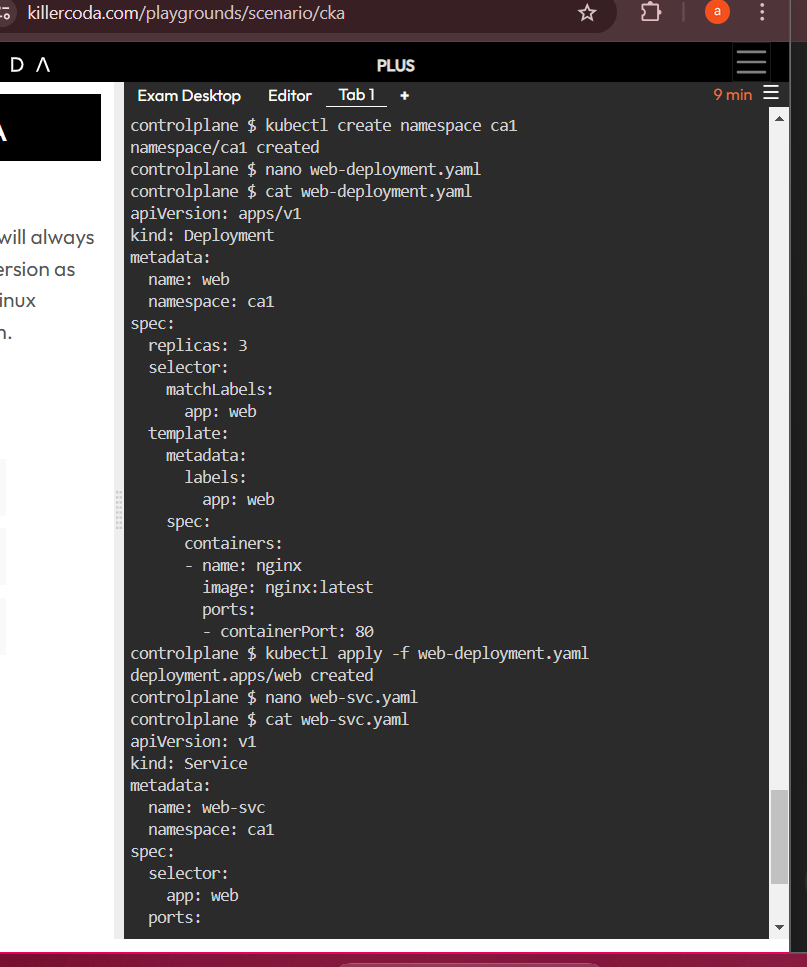 killercoda.com/playgrounds/scenario/cka
a
D A
PLUS
Exam Desktop Editor Tab 1 + 9 min
A
will always
ersion as
inux
n.
controlplane $ kubectl create namespace ca1
namespace/ca1 created
controlplane $ nano web-deployment.yaml
controlplane $ cat web-deployment.yaml
apiVersion: apps/v1
kind: Deployment
metadata:
  name: web
  namespace: ca1
spec:
  replicas: 3
  selector:
    matchLabels:
      app: web
  template:
    metadata:
      labels:
        app: web
    spec:
      containers:
      - name: nginx
        image: nginx:latest
        ports:
        - containerPort: 80
controlplane $ kubectl apply -f web-deployment.yaml
deployment.apps/web created
controlplane $ nano web-svc.yaml
controlplane $ cat web-svc.yaml
apiVersion: v1
kind: Service
metadata:
  name: web-svc
  namespace: ca1
spec:
  selector:
    app: web
  ports: